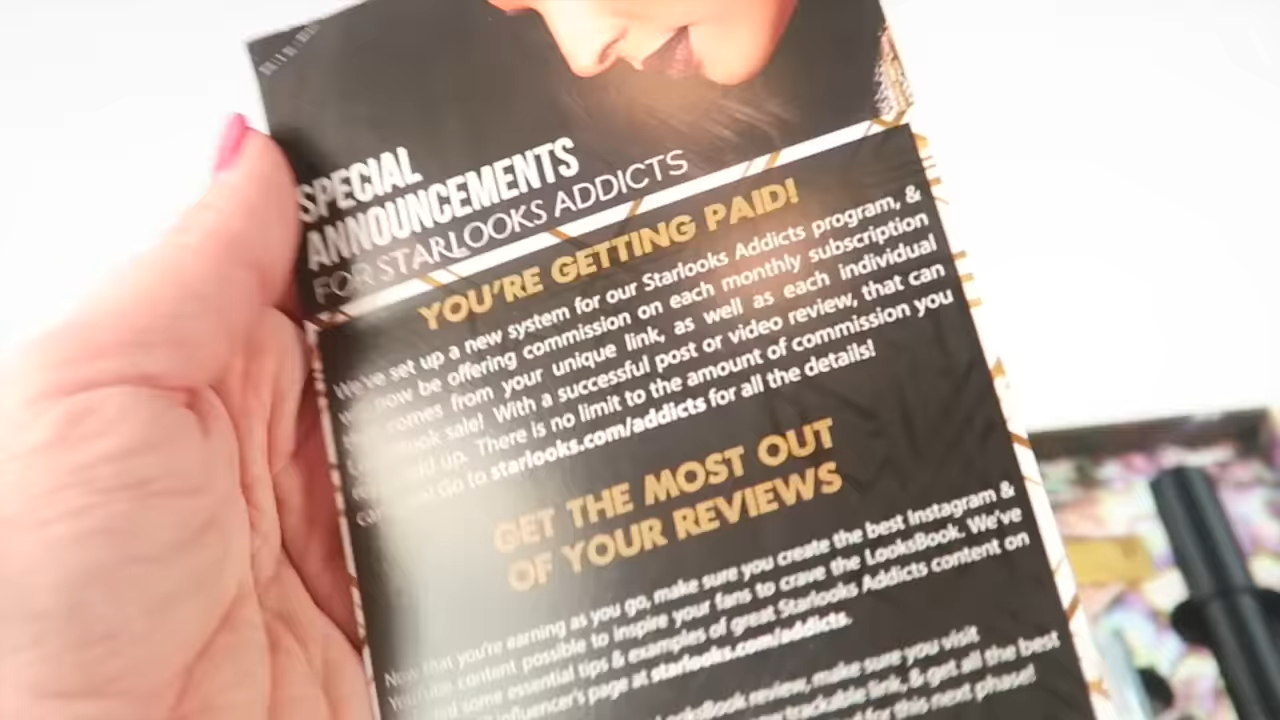 SPECIAL
ANNOUNCEMENTS
FOR STARLOOKS ADDICTS
YOU'RE GETTING PAID!
We've set up a new system for our Starlooks Addicts program, &
now be offering commission on each monthly subscription
comes from your unique link, as well as each individual
sale! With a successful post or video review, that can
up. There is no limit to the amount of commission you
Go to starlooks.com/addicts for all the details!
GET THE MOST OUT
OF YOUR REVIEWS
Now that you're earning as you go, make sure you create the best Instagram &
YouTube content possible to inspire your fans to crave the LooksBook. We've
some essential tips & examples of great Starlooks Addicts content on
influencer's page at starlooks.com/addicts.
LooksBook review, make sure you visit
trackable link, & get all the best
for this next phase!